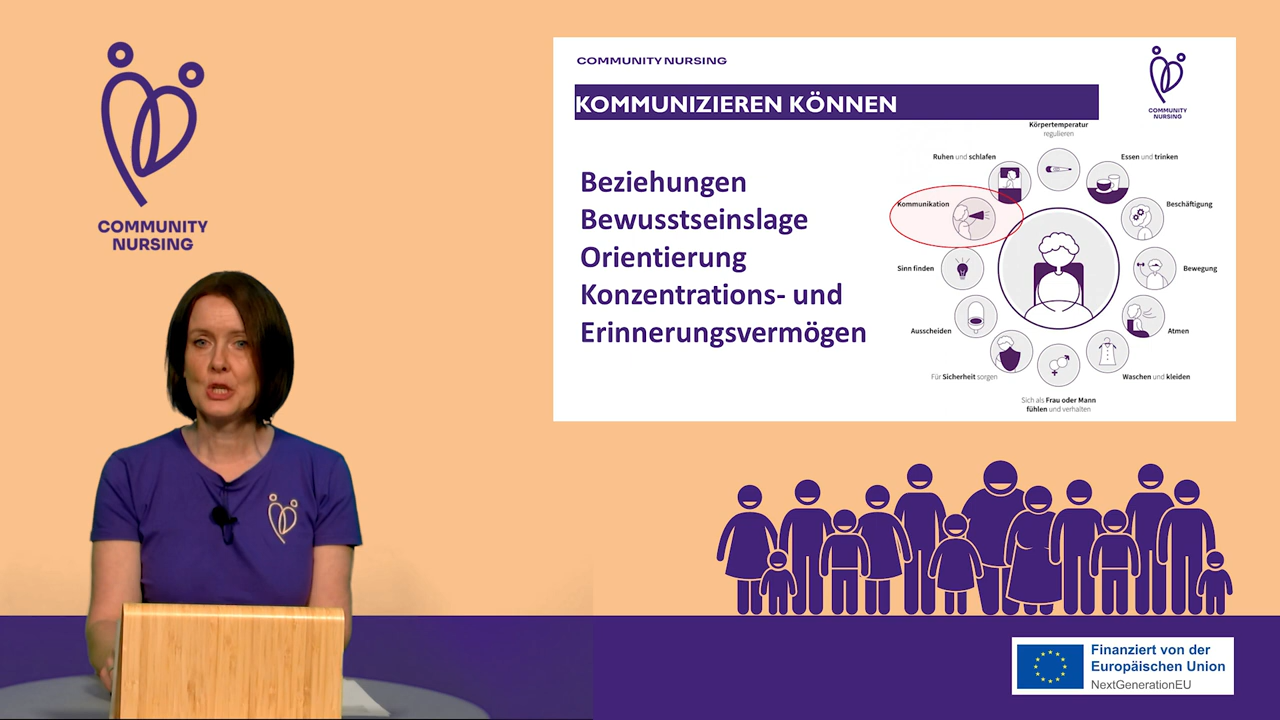 COMMUNITY
NURSING
COMMUNITY NURSING
COMMUNITY
NURSING
KOMMUNIZIEREN KÖNNEN
Beziehungen
Bewusstseinslage
Orientierung
Konzentrations- und
Erinnerungsvermögen
Körpertemperatur
regulieren
Ruhen und schlafen
Essen und trinken
Kommunikation
Beschäftigung
Sinn finden
Bewegung
Ausscheiden
Atmen
Für Sicherheit sorgen
Waschen und kleiden
Sich als Frau oder Mann
fühlen und verhalten
Finanziert von der
Europäischen Union
NextGenerationEU